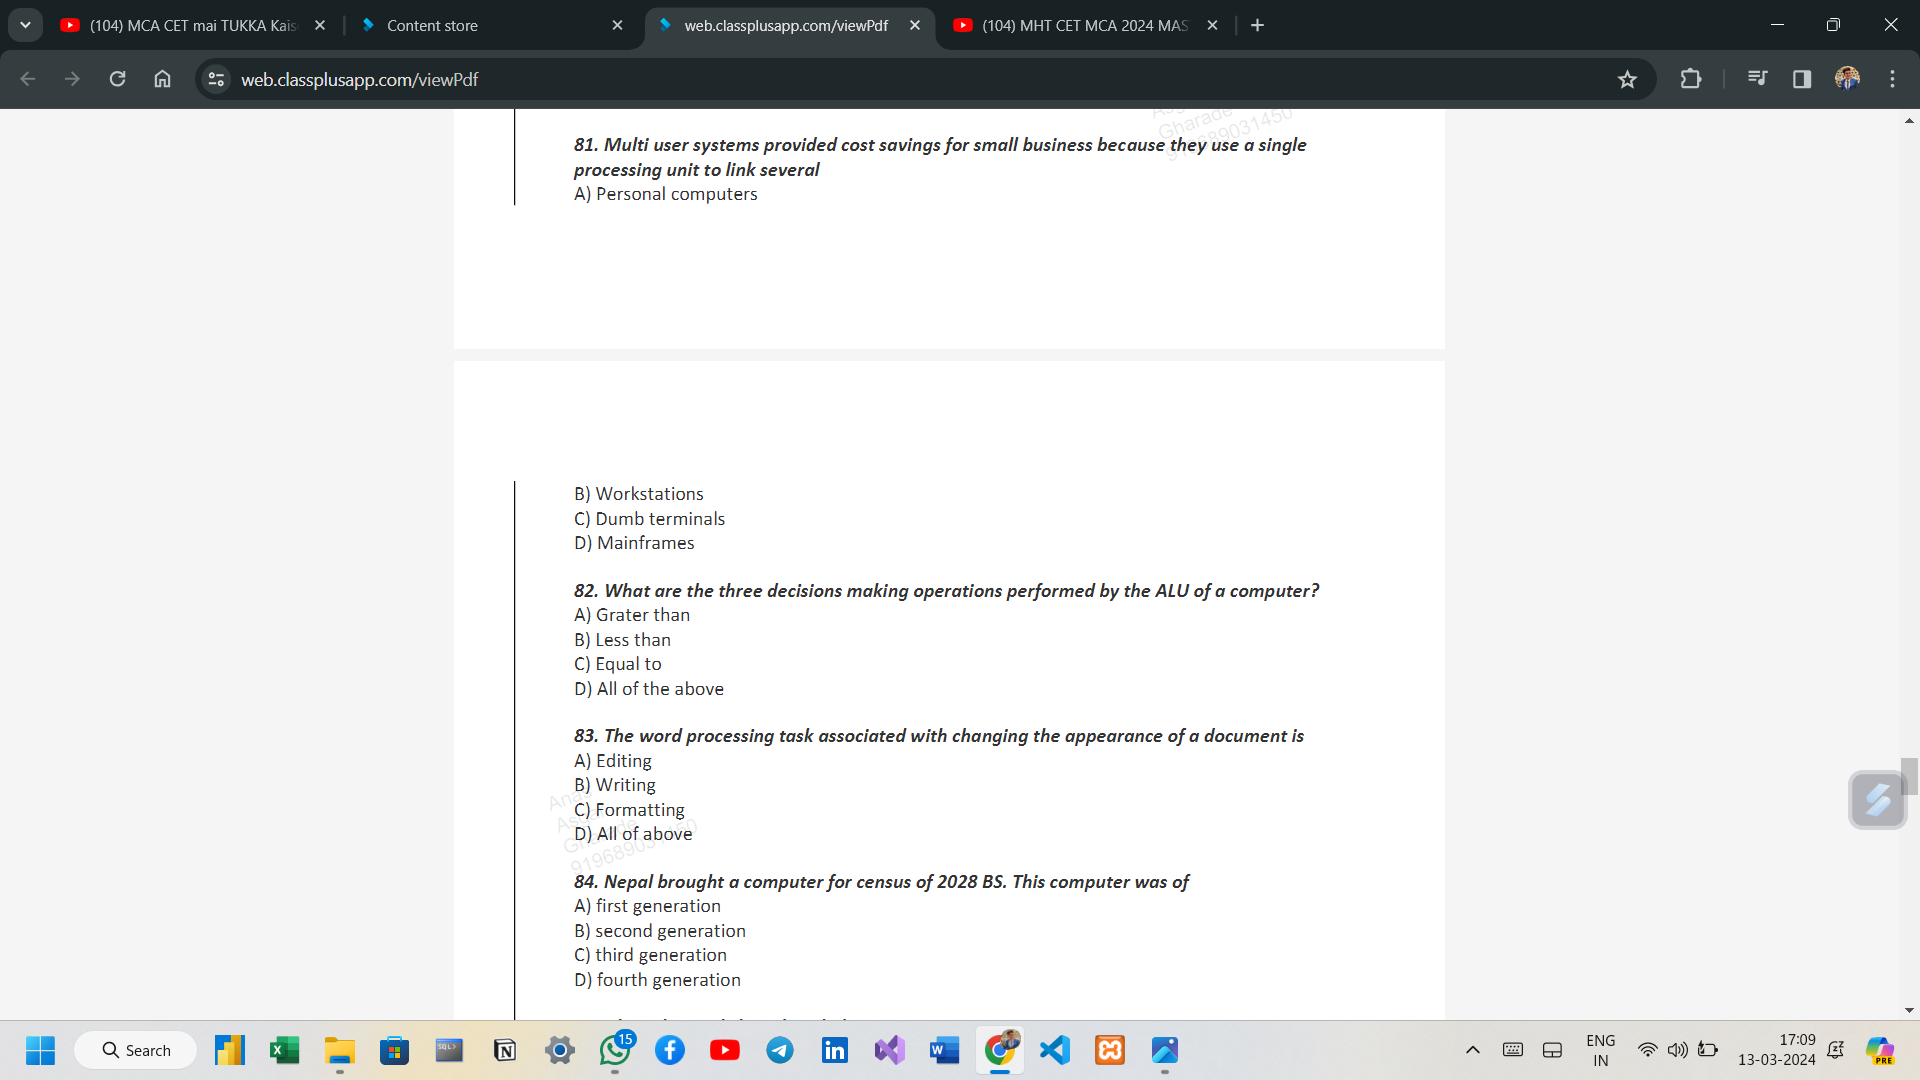 (104) MCA CET mai TUKKA Kais
Content store
web.classplusapp.com/viewPdf
(104) MHT CET MCA 2024 MAS
web.classplusapp.com/viewPdf
Gharade
919689031450
81. Multi user systems provided cost savings for small business because they use a single
processing unit to link several
A) Personal computers
B) Workstations
C) Dumb terminals
D) Mainframes
82. What are the three decisions making operations performed by the ALU of a computer?
A) Grater than
B) Less than
C) Equal to
D) All of the above
83. The word processing task associated with changing the appearance of a document is
A) Editing
B) Writing
C) Formatting
D) All of above
Gharade
919689031450
84. Nepal brought a computer for census of 2028 BS. This computer was of
A) first generation
B) second generation
C) third generation
D) fourth generation
Search
SQL>
15
ENG
IN
17:09
13-03-2024
PRE